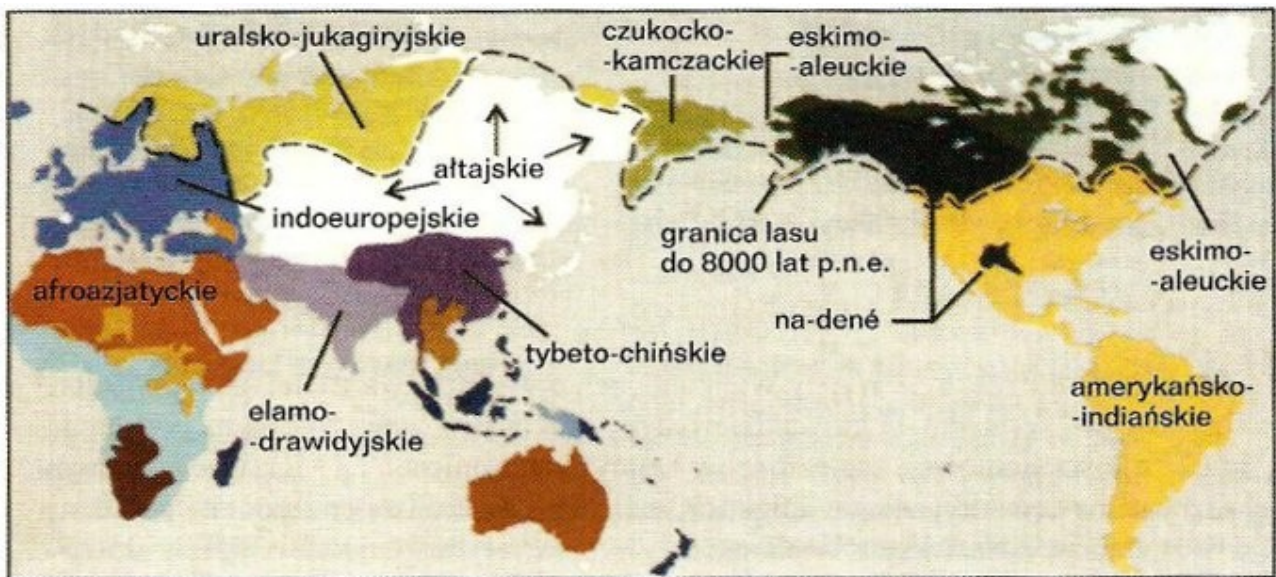 uralsko-jukagiryjskie
czukocko-
-kamczackie
eskimo-
-aleuckie
ałtajskie
indoeuropejskie
granica lasu
do 8000 lat p.n.e.
eskimo-
-aleuckie
afroazjatyckie
na-dené
tybeto-chińskie
elamo-
-drawidyjskie
amerykańsko-
-indiańskie